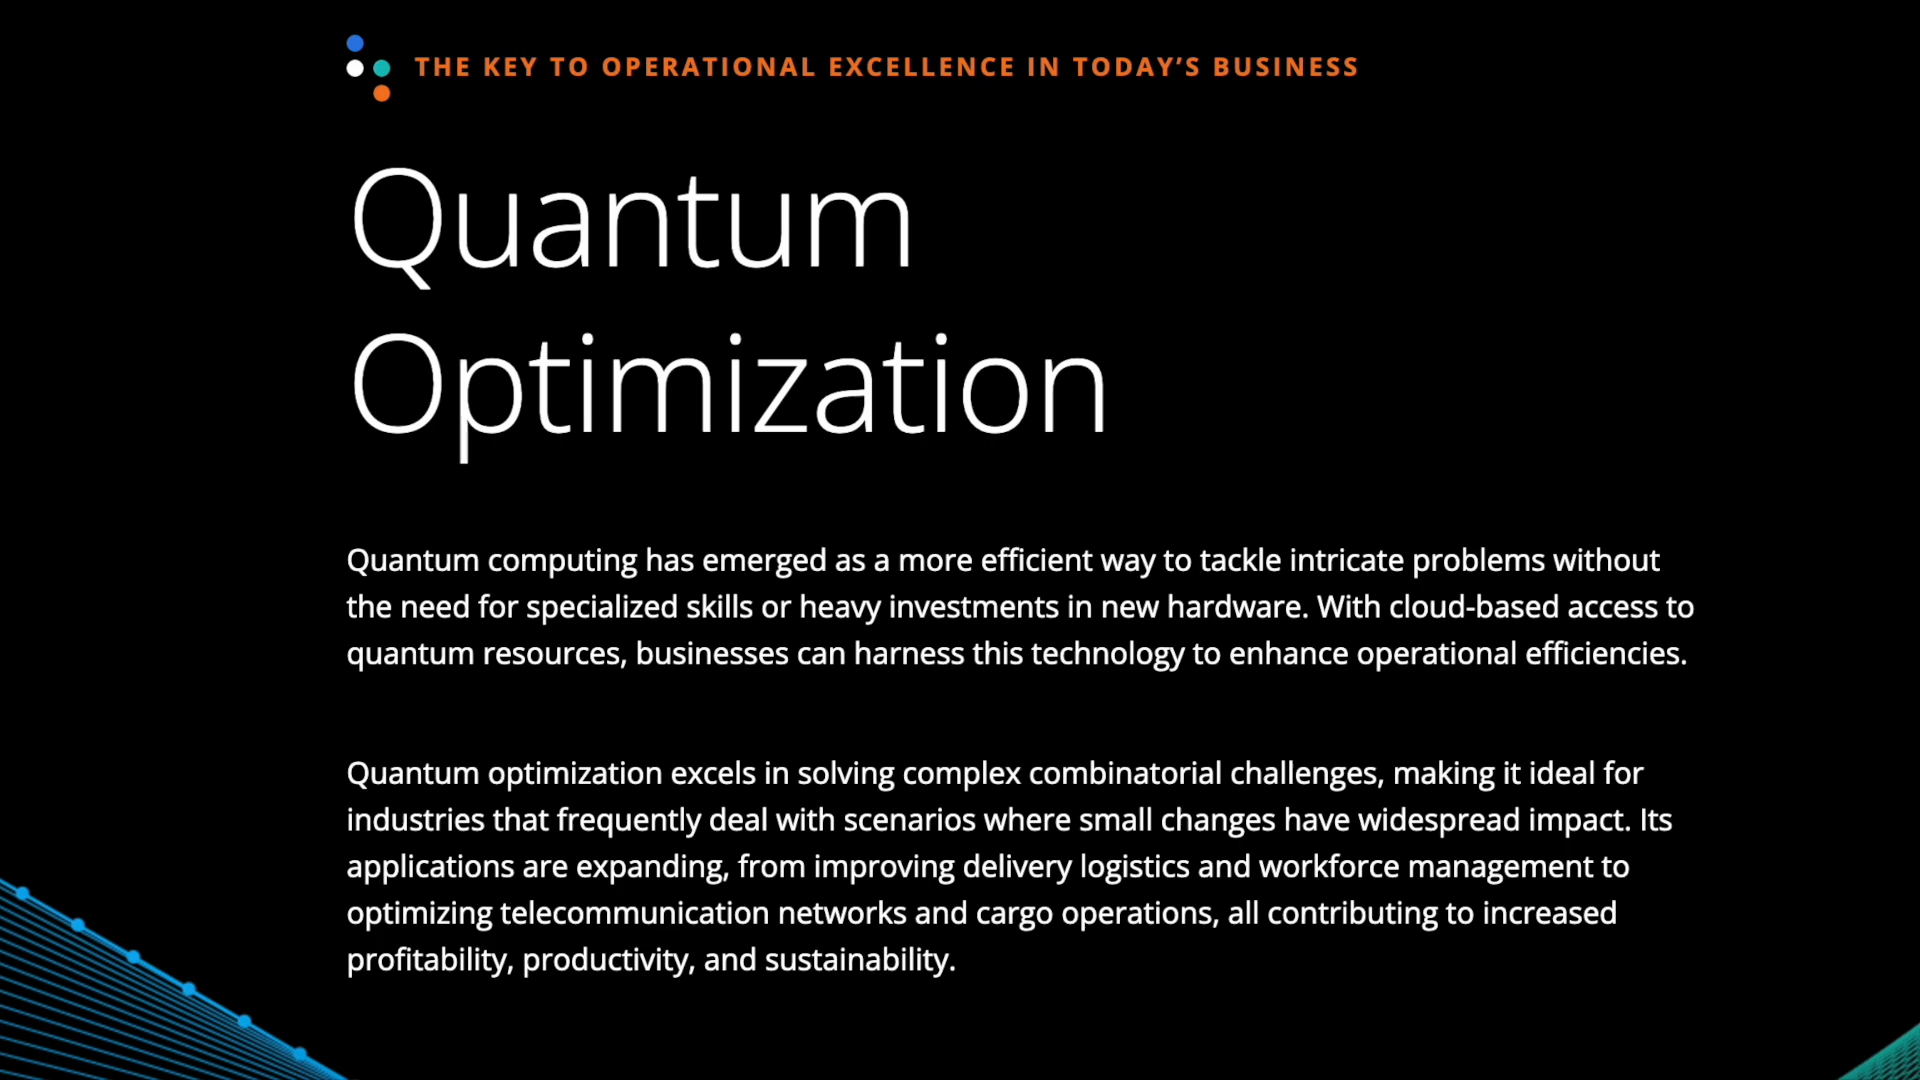 THE KEY TO OPERATIONAL EXCELLENCE IN TODAY’S BUSINESS
Quantum
Optimization
Quantum computing has emerged as a more efficient way to tackle intricate problems without
the need for specialized skills or heavy investments in new hardware. With cloud-based access to
quantum resources, businesses can harness this technology to enhance operational efficiencies.
Quantum optimization excels in solving complex combinatorial challenges, making it ideal for
industries that frequently deal with scenarios where small changes have widespread impact. Its
applications are expanding, from improving delivery logistics and workforce management to
optimizing telecommunication networks and cargo operations, all contributing to increased
profitability, productivity, and sustainability.